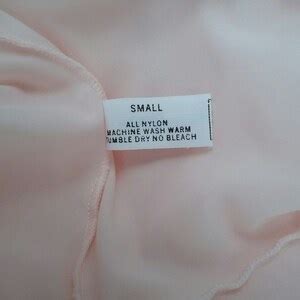 SMALL
ALL NYLON
MACHINE WASH WARM
TUMBLE DRY NO BLEACH